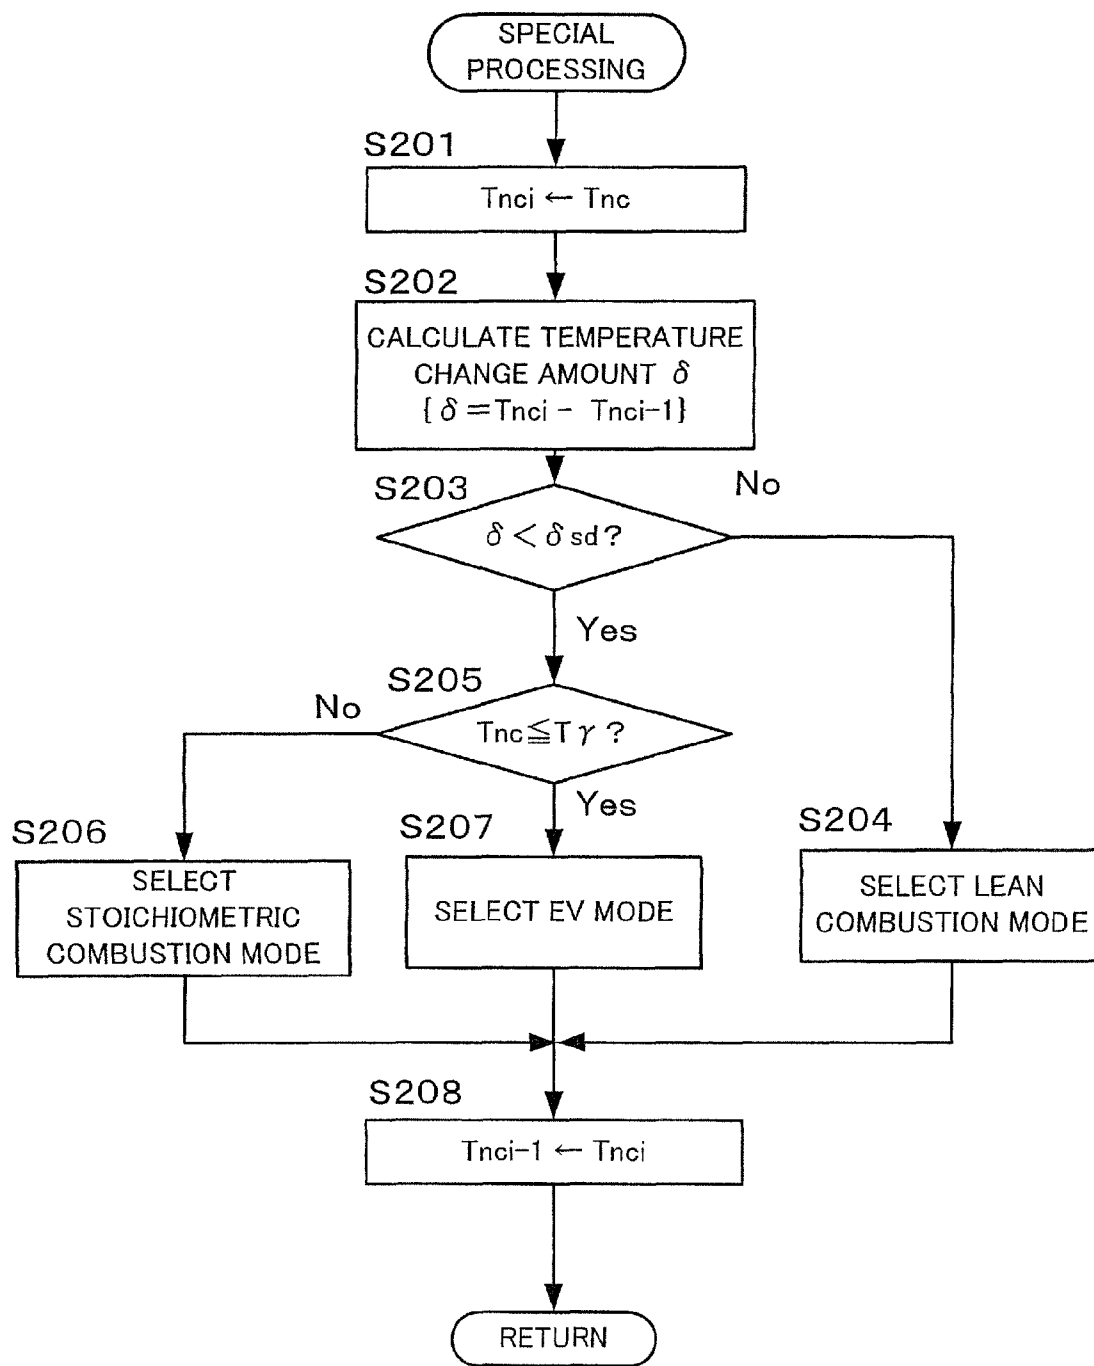 SPECIAL
PROCESSING
S201
Tnci ← Tnc
S202
CALCULATE TEMPERATURE
CHANGE AMOUNT δ
{ δ =Tnci - Tnci-1}
S203
No
δ < δ sd ?
Yes
S205
No
Tnc≦T γ ?
Yes
S206
SELECT
STOICHIOMETRIC
COMBUSTION MODE
S207
SELECT EV MODE
S204
SELECT LEAN
COMBUSTION MODE
S208
Tnci-1 ← Tnci
RETURN